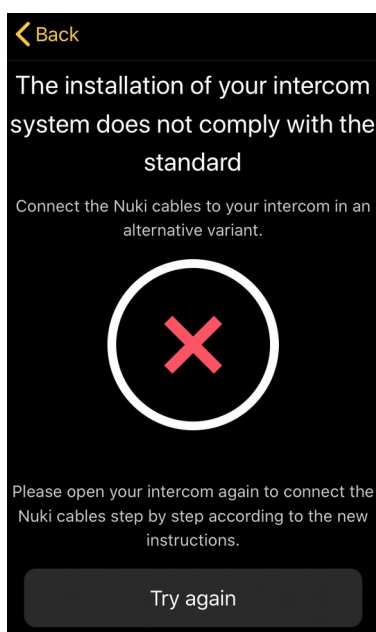 Back
The installation of your intercom
system does not comply with the
standard
Connect the Nuki cables to your intercom in an
alternative variant.
Please open your intercom again to connect the
Nuki cables step by step according to the new
instructions.
Try again